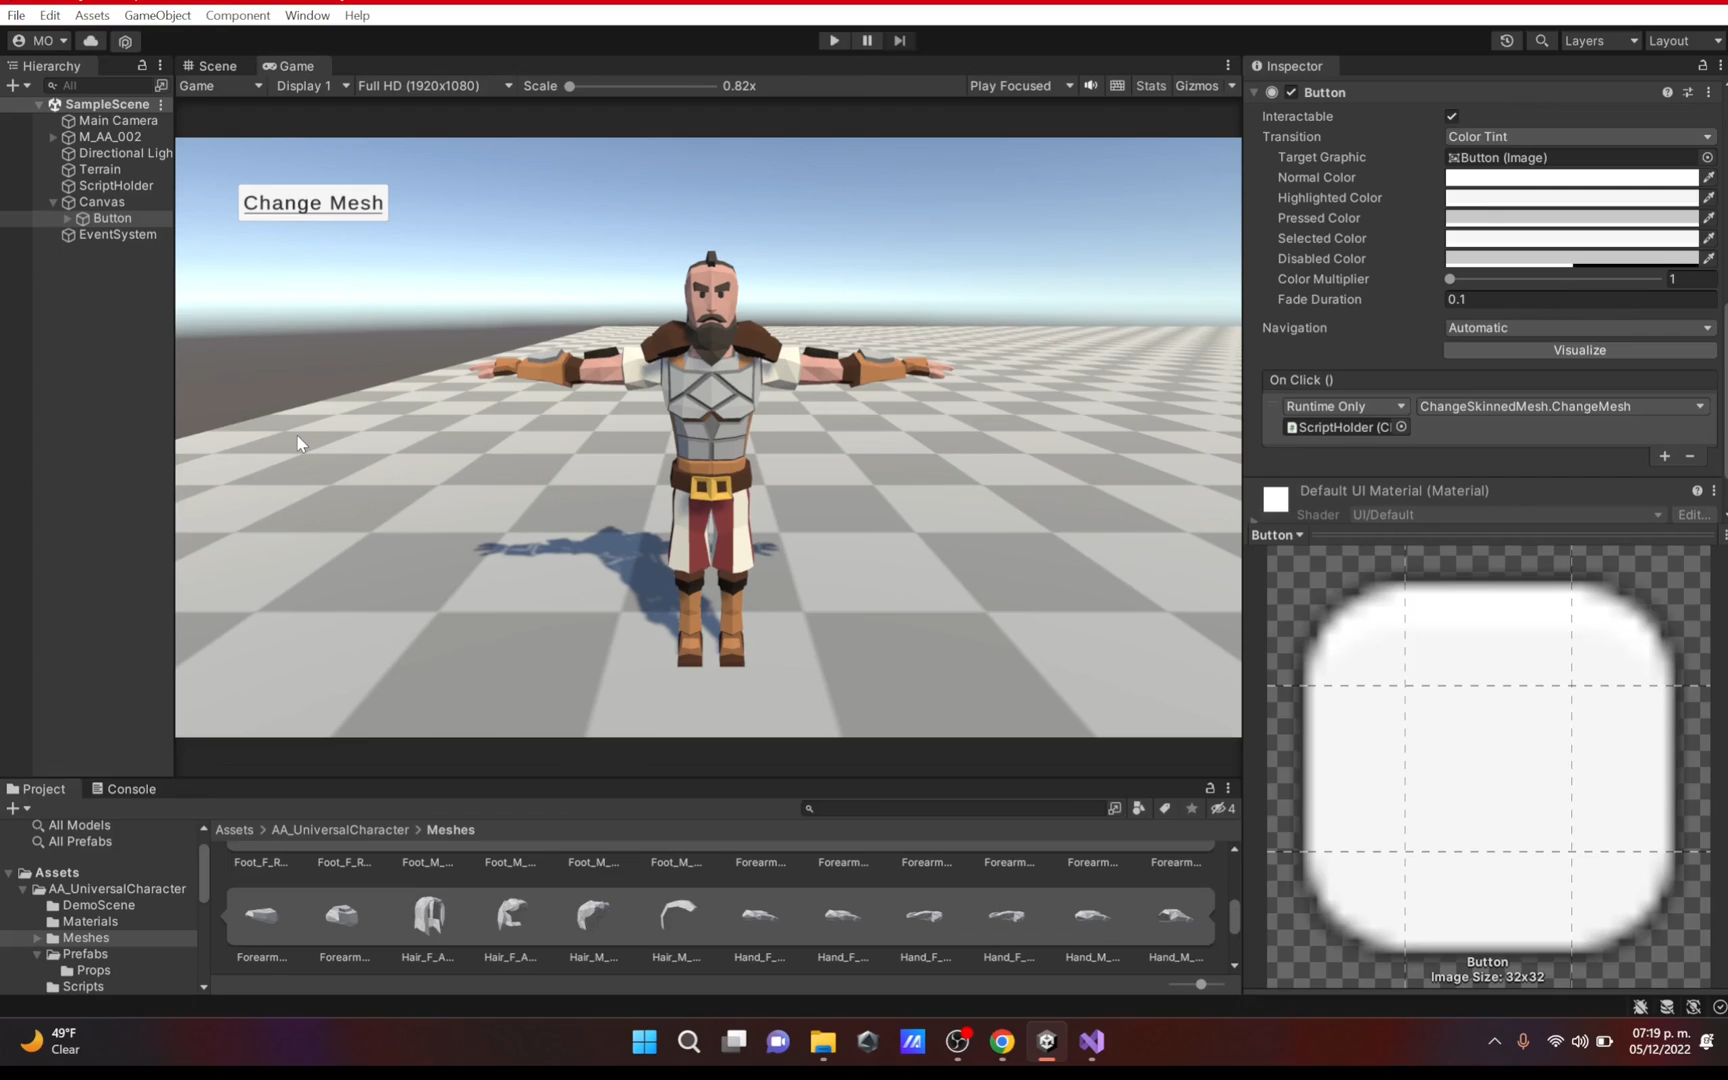 File Edit Assets GameObject Component Window Help
MO
Layers Layout
Hierarchy
All
SampleScene
Main Camera
M_AA_002
Directional Ligh
Terrain
ScriptHolder
Canvas
Button
EventSystem
Scene Game
Game Display 1 Full HD (1920x1080) Scale 0.82x Play Focused Stats Gizmos
Change Mesh
Inspector
Button
Interactable
Transition Color Tint
Target Graphic Button (Image)
Normal Color
Highlighted Color
Pressed Color
Selected Color
Disabled Color
Color Multiplier 1
Fade Duration 0.1
Navigation Automatic
Visualize
On Click ()
Runtime Only ChangeSkinnedMesh.ChangeMesh
ScriptHolder (C
Default UI Material (Material)
Shader UI/Default Edit...
Button
Button
Image Size: 32x32
Project Console
4
All Models
All Prefabs
Assets
AA_UniversalCharacter
DemoScene
Materials
Meshes
Prefabs
Props
Scripts
Assets > AA_UniversalCharacter > Meshes
Foot_F_R... Foot_F_R... Foot_M_... Foot_M_... Foot_M_... Foot_M_... Forearm... Forearm... Forearm... Forearm... Forearm... Forearm...
Forearm... Forearm... Hair_F_A... Hair_F_A... Hair_M_... Hair_M_... Hand_F_... Hand_F_... Hand_F_... Hand_F_... Hand_M_... Hand_M_...
49°F
Clear
07:19 p. m.
05/12/2022